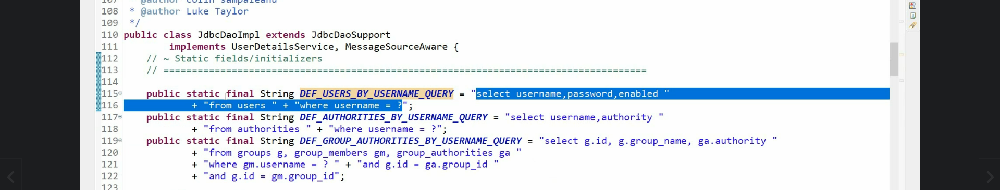 107 * @author colin sampaleanu
108 * @author Luke Taylor
109 */
110 public class JdbcDaoImpl extends JdbcDaoSupport
111 implements UserDetailsService, MessageSourceAware {
112 // ~ Static fields/initializers
113 // =====================================================================================
114
115 public static final String DEF_USERS_BY_USERNAME_QUERY = "select username,password,enabled "
116 + "from users " + "where username = ?";
117 public static final String DEF_AUTHORITIES_BY_USERNAME_QUERY = "select username,authority "
118 + "from authorities " + "where username = ?";
119 public static final String DEF_GROUP_AUTHORITIES_BY_USERNAME_QUERY = "select g.id, g.group_name, ga.authority "
120 + "from groups g, group_members gm, group_authorities ga "
121 + "where gm.username = ? " + "and g.id = ga.group_id "
122 + "and g.id = gm.group_id";
123